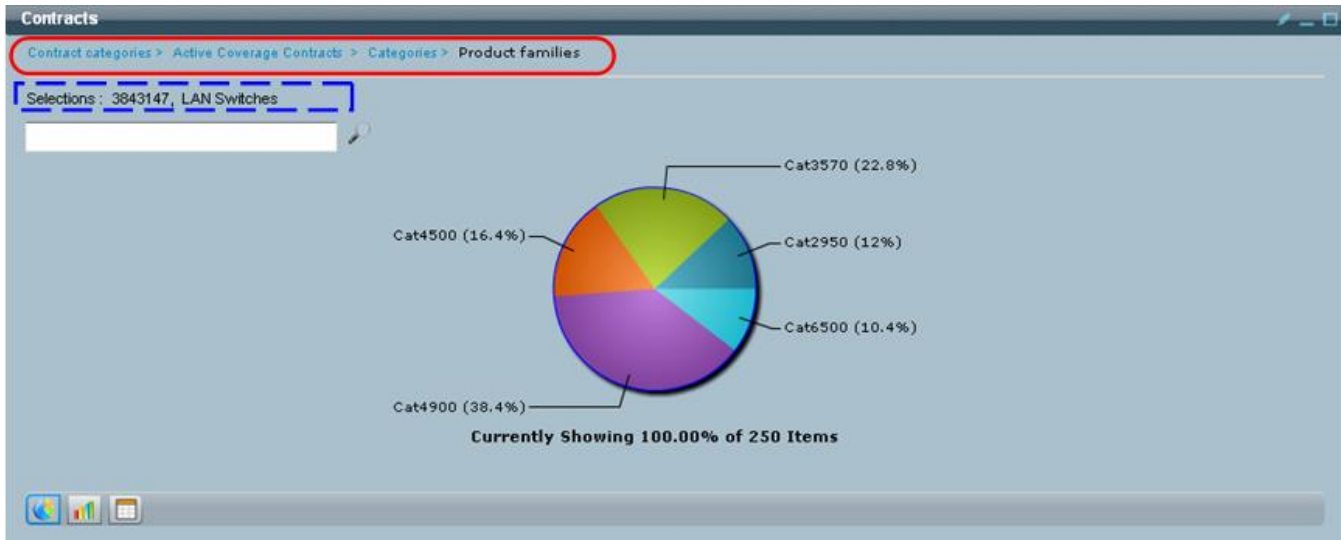 Contracts
Contract categories > Active Coverage Contracts > Categories > Product families
Selections : 3843147, LAN Switches
Cat3570 (22.8%)
Cat4500 (16.4%)
Cat2950 (12%)
Cat6500 (10.4%)
Cat4900 (38.4%)
Currently Showing 100.00% of 250 Items